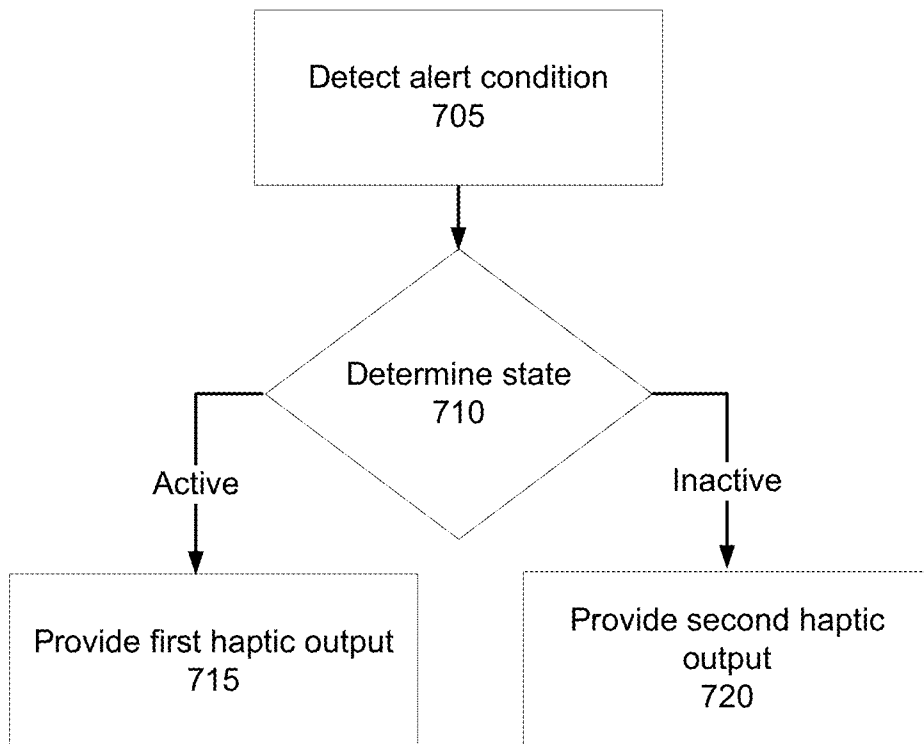 Detect alert condition
705
Determine state
710
Active
Inactive
Provide first haptic output
715
Provide second haptic
output
720